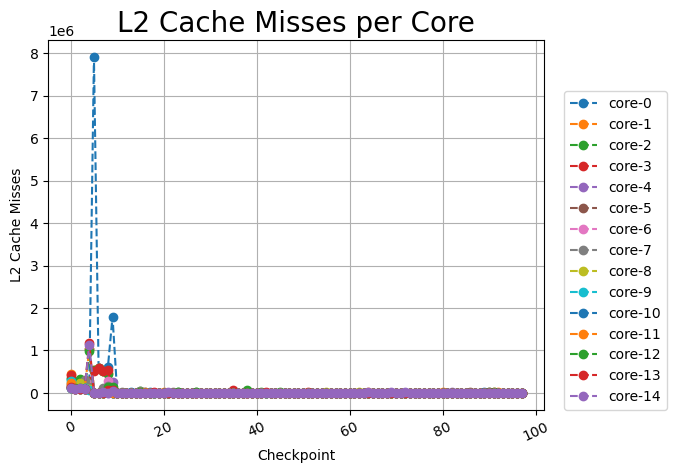 L2 Cache Misses per Core
1e6
8
7
6
5
4
3
2
1
0
L2 Cache Misses
0
20
40
60
80
100
Checkpoint
core-0
core-1
core-2
core-3
core-4
core-5
core-6
core-7
core-8
core-9
core-10
core-11
core-12
core-13
core-14